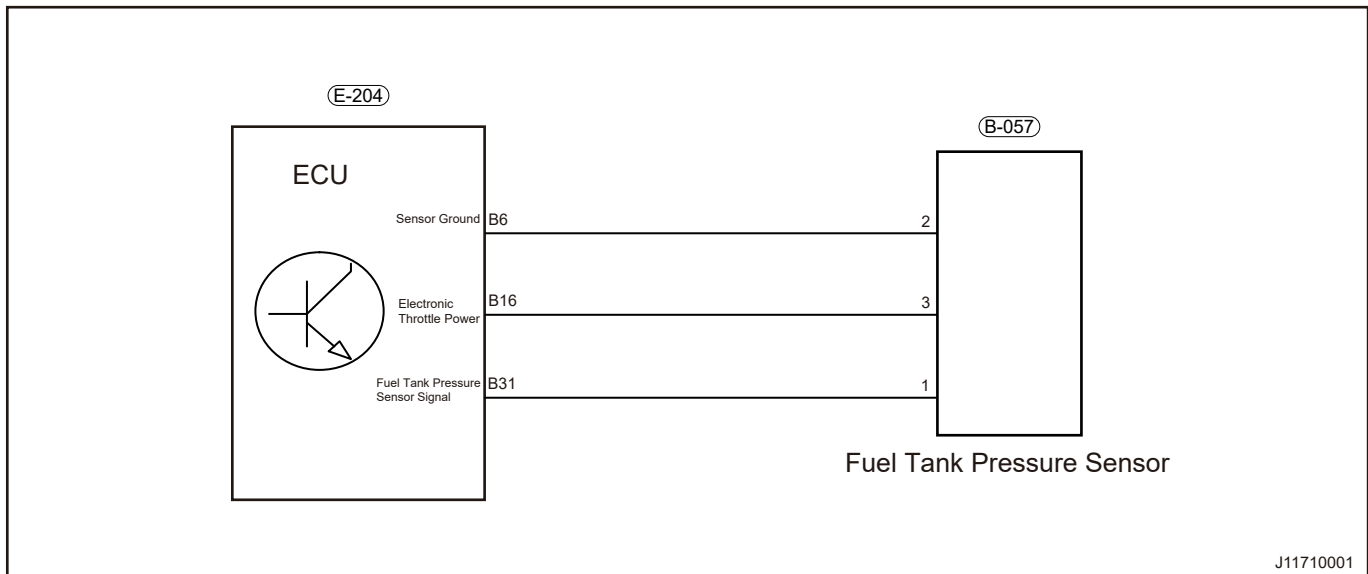 E-204
B-057
ECU
Sensor Ground B6 2
Electronic B16 3
Throttle Power
Fuel Tank Pressure B31 1
Sensor Signal
Fuel Tank Pressure Sensor
J11710001